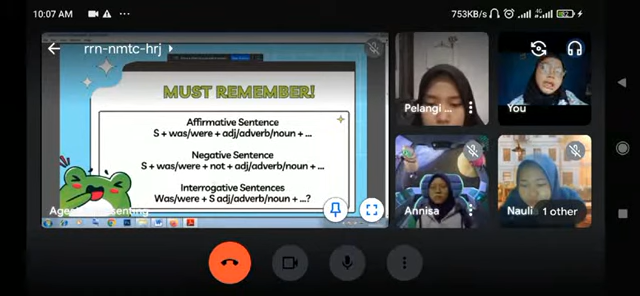 10:07 AM
753KB/s
4G
rrn-nmtc-hrj
MUST REMEMBER!
Affirmative Sentence
S + was/were + adj/adverb/noun + ...
Negative Sentence
S + was/were + not + adj/adverb/noun + ...
Interrogative Sentences
Was/were + S adj/adverb/noun + ...?
Pelangi ...
You
Annisa
Nauli
1 other